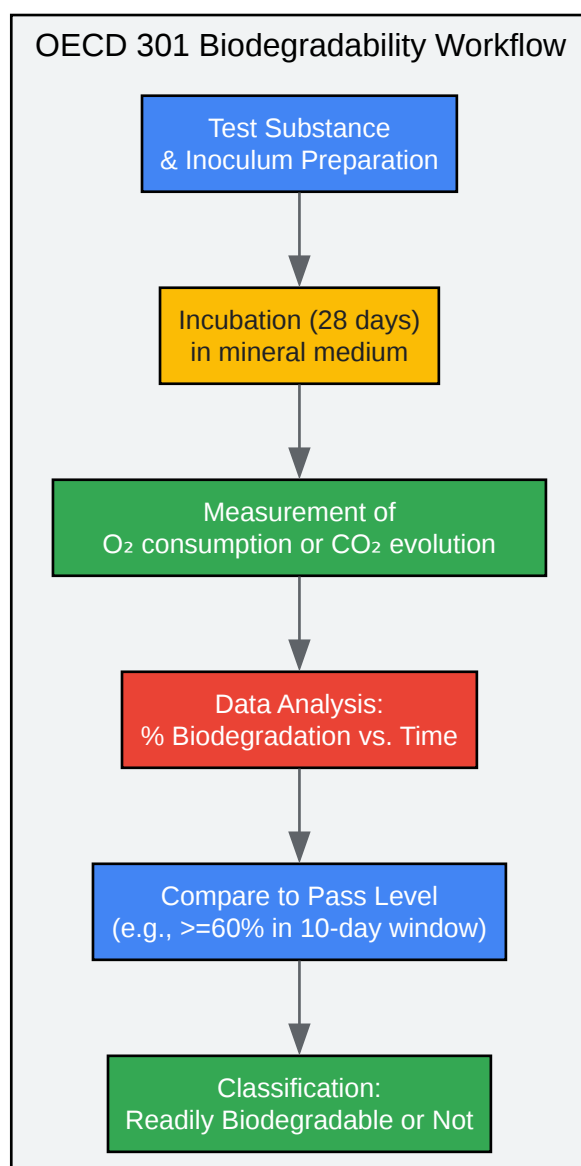 OECD 301 Biodegradability Workflow
Test Substance
& Inoculum Preparation
Incubation (28 days)
in mineral medium
Measurement of
O₂ consumption or CO₂ evolution
Data Analysis:
% Biodegradation vs. Time
Compare to Pass Level
(e.g., >=60% in 10-day window)
Classification:
Readily Biodegradable or Not